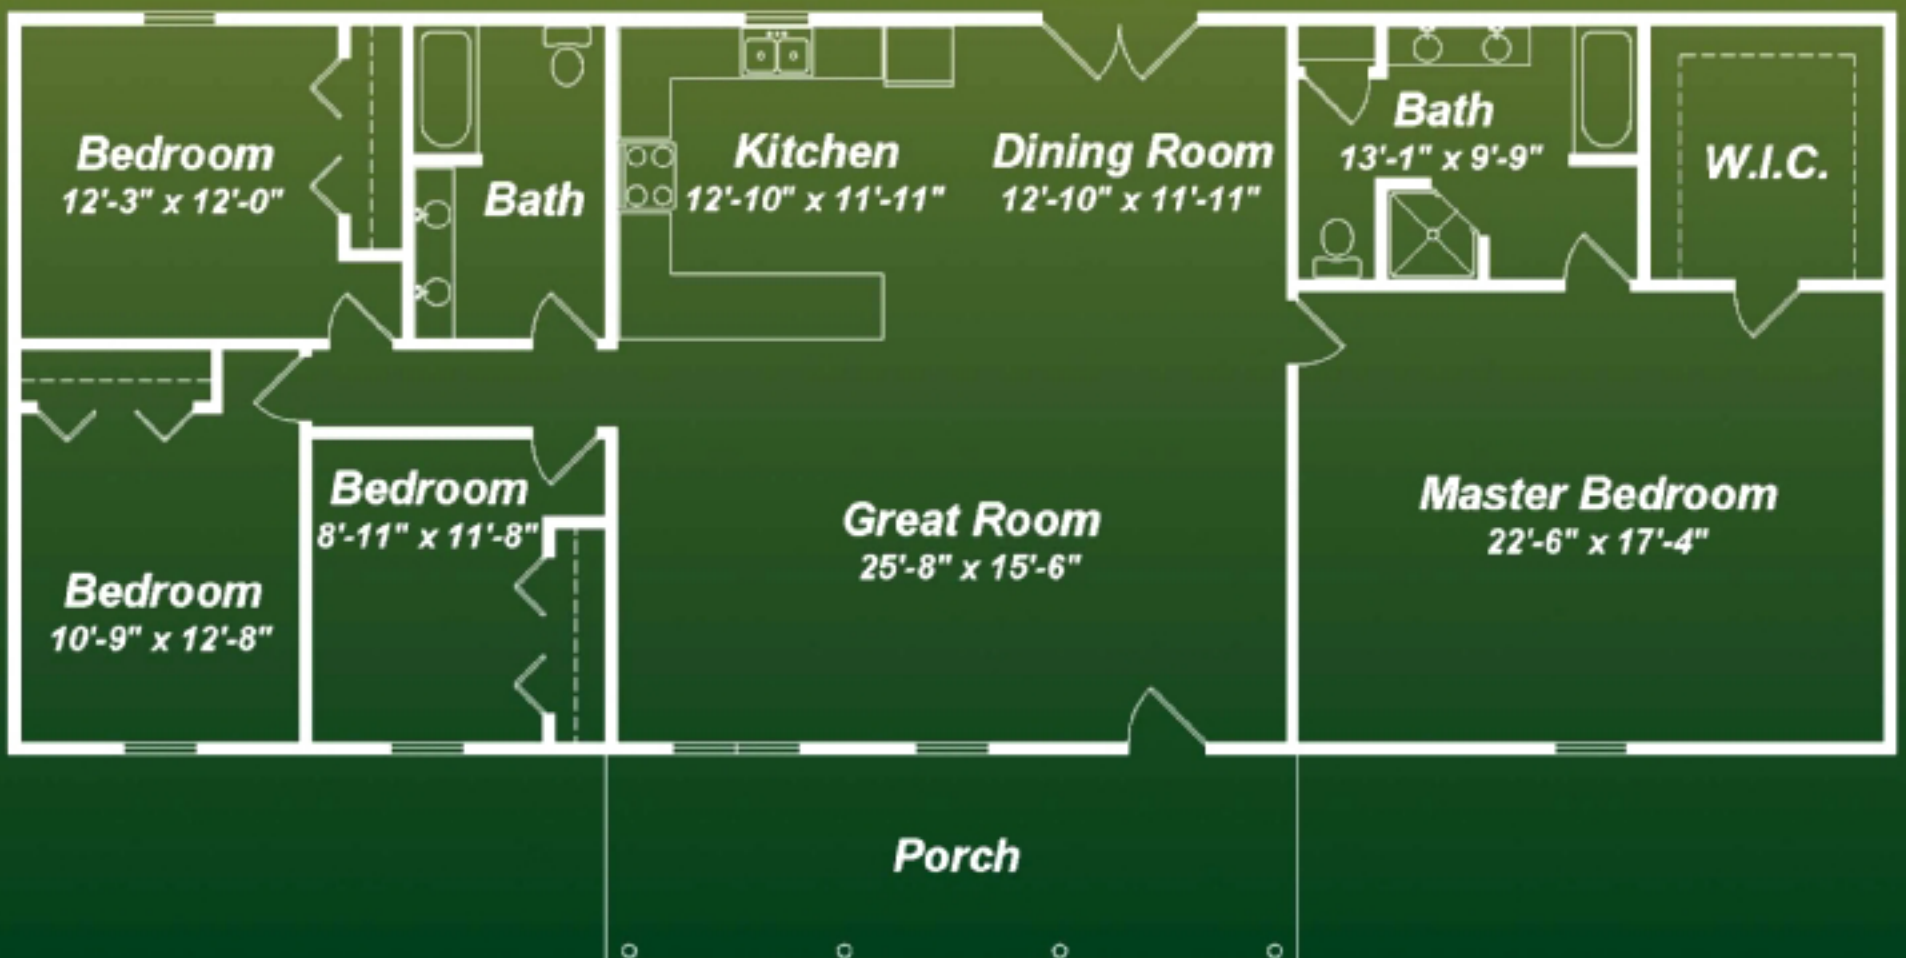 Bedroom
12'-3" x 12'-0"
Bath
Kitchen
12'-10" x 11'-11"
Dining Room
12'-10" x 11'-11"
Bath
13'-1" x 9'-9"
W.I.C.
Bedroom
10'-9" x 12'-8"
Bedroom
8'-11" x 11'-8"
Great Room
25'-8" x 15'-6"
Master Bedroom
22'-6" x 17'-4"
Porch